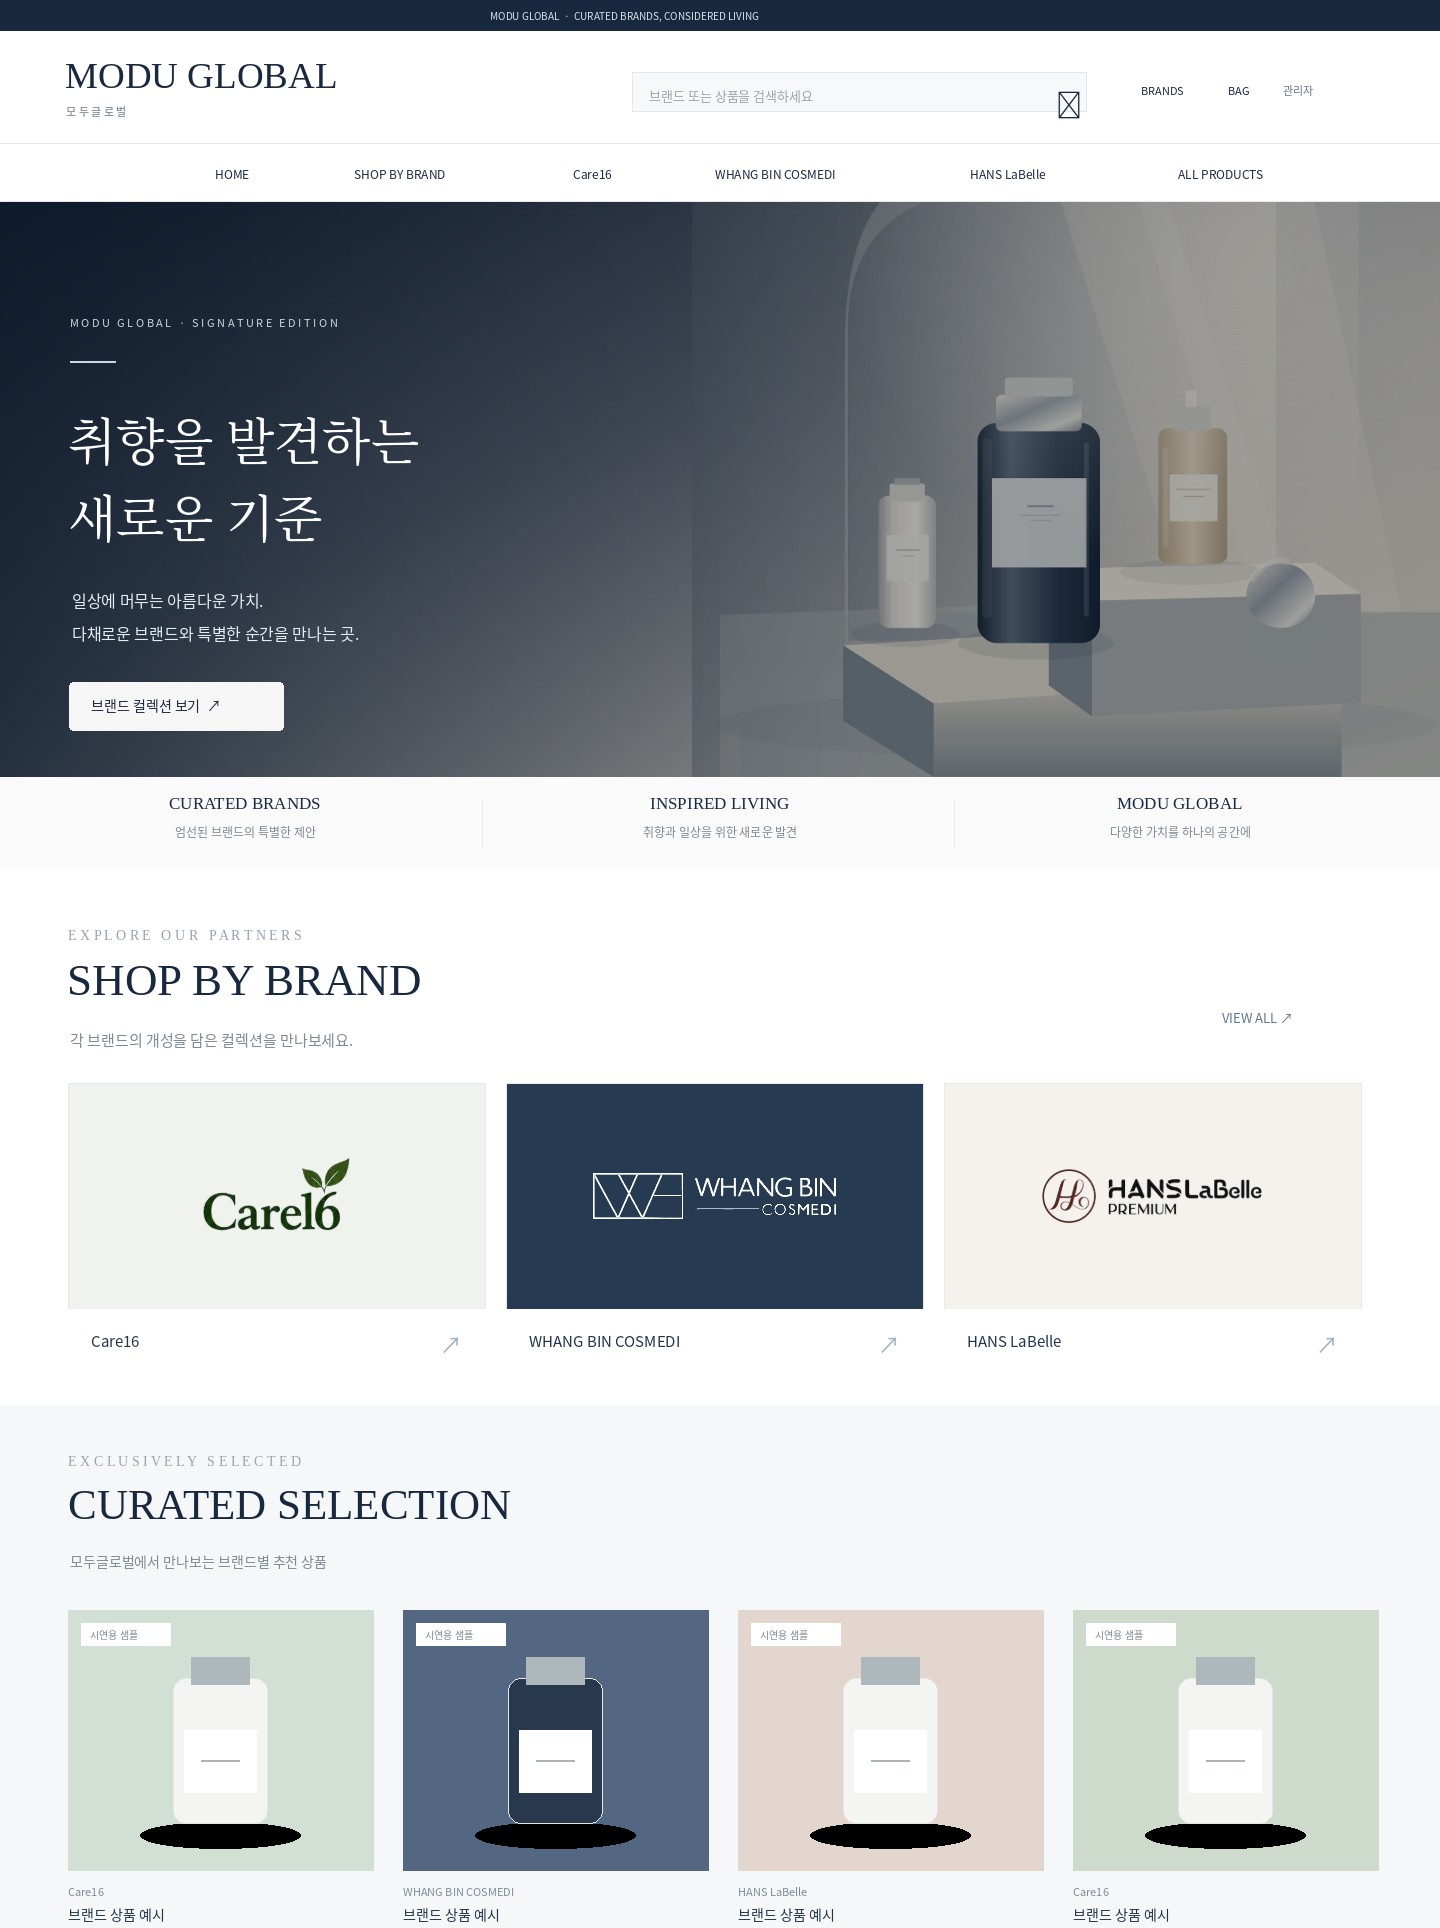 MODU GLOBAL · CURATED BRANDS, CONSIDERED LIVING
MODU GLOBAL
모두글로벌
브랜드 또는 상품을 검색하세요
BRANDS BAG 관리자
HOME SHOP BY BRAND Care16 WHANG BIN COSMEDI HANS LaBelle ALL PRODUCTS
MODU GLOBAL · SIGNATURE EDITION
취향을 발견하는
새로운 기준
일상에 머무는 아름다운 가치.
다채로운 브랜드와 특별한 순간을 만나는 곳.
브랜드 컬렉션 보기 ↗
CURATED BRANDS
엄선된 브랜드의 특별한 제안
INSPIRED LIVING
취향과 일상을 위한 새로운 발견
MODU GLOBAL
다양한 가치를 하나의 공간에
EXPLORE OUR PARTNERS
SHOP BY BRAND
각 브랜드의 개성을 담은 컬렉션을 만나보세요.
VIEW ALL ↗
Care16
WHANG BIN
COSMEDI
HANS LaBelle
PREMIUM
Care16 ↗
WHANG BIN COSMEDI ↗
HANS LaBelle ↗
EXCLUSIVELY SELECTED
CURATED SELECTION
모두글로벌에서 만나보는 브랜드별 추천 상품
시연용 샘플
시연용 샘플
시연용 샘플
시연용 샘플
Care16
브랜드 상품 예시
WHANG BIN COSMEDI
브랜드 상품 예시
HANS LaBelle
브랜드 상품 예시
Care16
브랜드 상품 예시